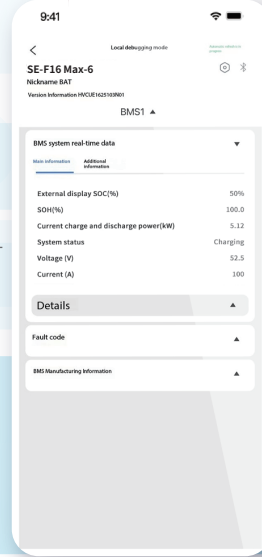 9:41
Local debugging mode
SE-F16 Max-6
Nickname BAT
Version Information HVCUE1625103N01
BMS1 ▲
BMS system real-time data ▼
Main information Additional information
External display SOC(%) 50%
SOH(%) 100.0
Current charge and discharge power(kW) 5.12
System status Charging
Voltage (V) 52.5
Current (A) 100
Details ▲
Fault code ▲
BMS Manufacturing Information ▲